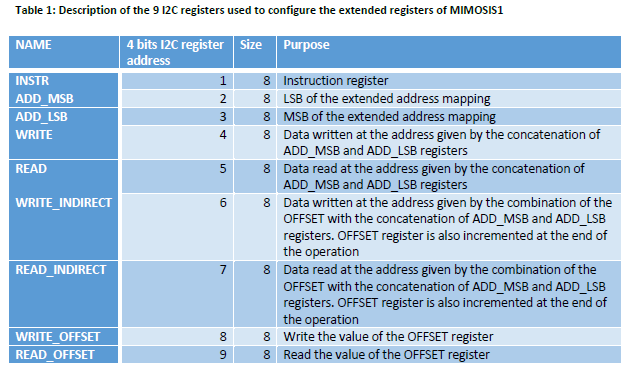 Table 1: Description of the 9 I2C registers used to configure the extended registers of MIMOSIS1
NAME 4 bits I2C register Size Purpose
address
INSTR 1 8 Instruction register
ADD_MSB 2 8 LSB of the extended address mapping
ADD_LSB 3 8 MSB of the extended address mapping
WRITE 4 8 Data written at the address given by the concatenation of
ADD_MSB and ADD_LSB registers
READ 5 8 Data read at the address given by the concatenation of
ADD_MSB and ADD_LSB registers
WRITE_INDIRECT 6 8 Data written at the address given by the combination of the
OFFSET with the concatenation of ADD_MSB and ADD_LSB
registers. OFFSET register is also incremented at the end of
the operation
READ_INDIRECT 7 8 Data read at the address given by the combination of the
OFFSET with the concatenation of ADD_MSB and ADD_LSB
registers. OFFSET register is also incremented at the end of
the operation
WRITE_OFFSET 8 8 Write the value of the OFFSET register
READ_OFFSET 9 8 Read the value of the OFFSET register